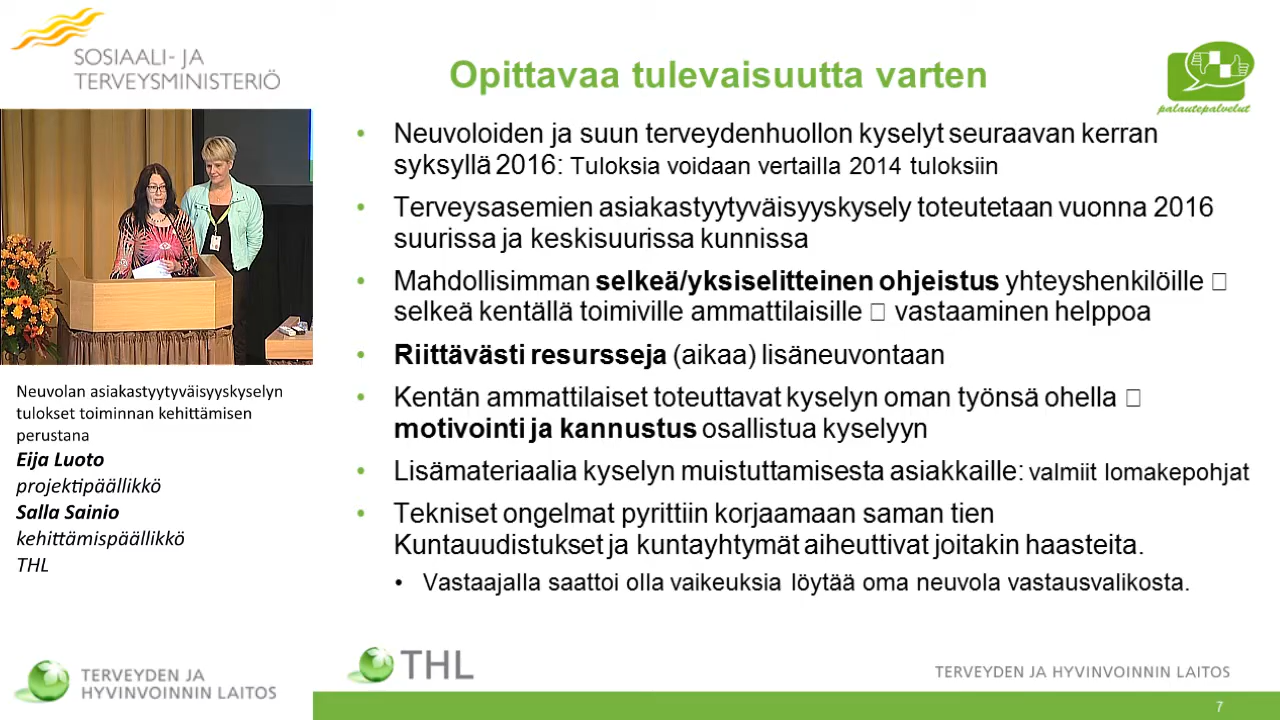 SOSIAALI- JA
TERVEYSMINISTERIÖ
Opittavaa tulevaisuutta varten
palautepalvelut
• Neuvoloiden ja suun terveydenhuollon kyselyt seuraavan kerran
syksyllä 2016: Tuloksia voidaan vertailla 2014 tuloksiin
• Terveysasemien asiakastyytyväisyyskysely toteutetaan vuonna 2016
suurissa ja keskisuurissa kunnissa
• Mahdollisimman selkeä/yksiselitteinen ohjeistus yhteyshenkilöille □
selkeä kentällä toimiville ammattilaisille □ vastaaminen helppoa
• Riittävästi resursseja (aikaa) lisäneuvontaan
• Kentän ammattilaiset toteuttavat kyselyn oman työnsä ohella □
motivointi ja kannustus osallistua kyselyyn
• Lisämateriaalia kyselyn muistuttamisesta asiakkaille: valmiit lomakepohjat
• Tekniset ongelmat pyrittiin korjaamaan saman tien
Kuntauudistukset ja kuntayhtymät aiheuttivat joitakin haasteita.
• Vastaajalla saattoi olla vaikeuksia löytää oma neuvola vastausvalikosta.
Neuvolan asiakastyytyväisyyskyselyn
tulokset toiminnan kehittämisen
perustana
Eija Luoto
projektipäällikkö
Salla Sainio
kehittämispäällikkö
THL
TERVEYDEN JA
HYVINVOINNIN LAITOS
THL
TERVEYDEN JA HYVINVOINNIN LAITOS
7